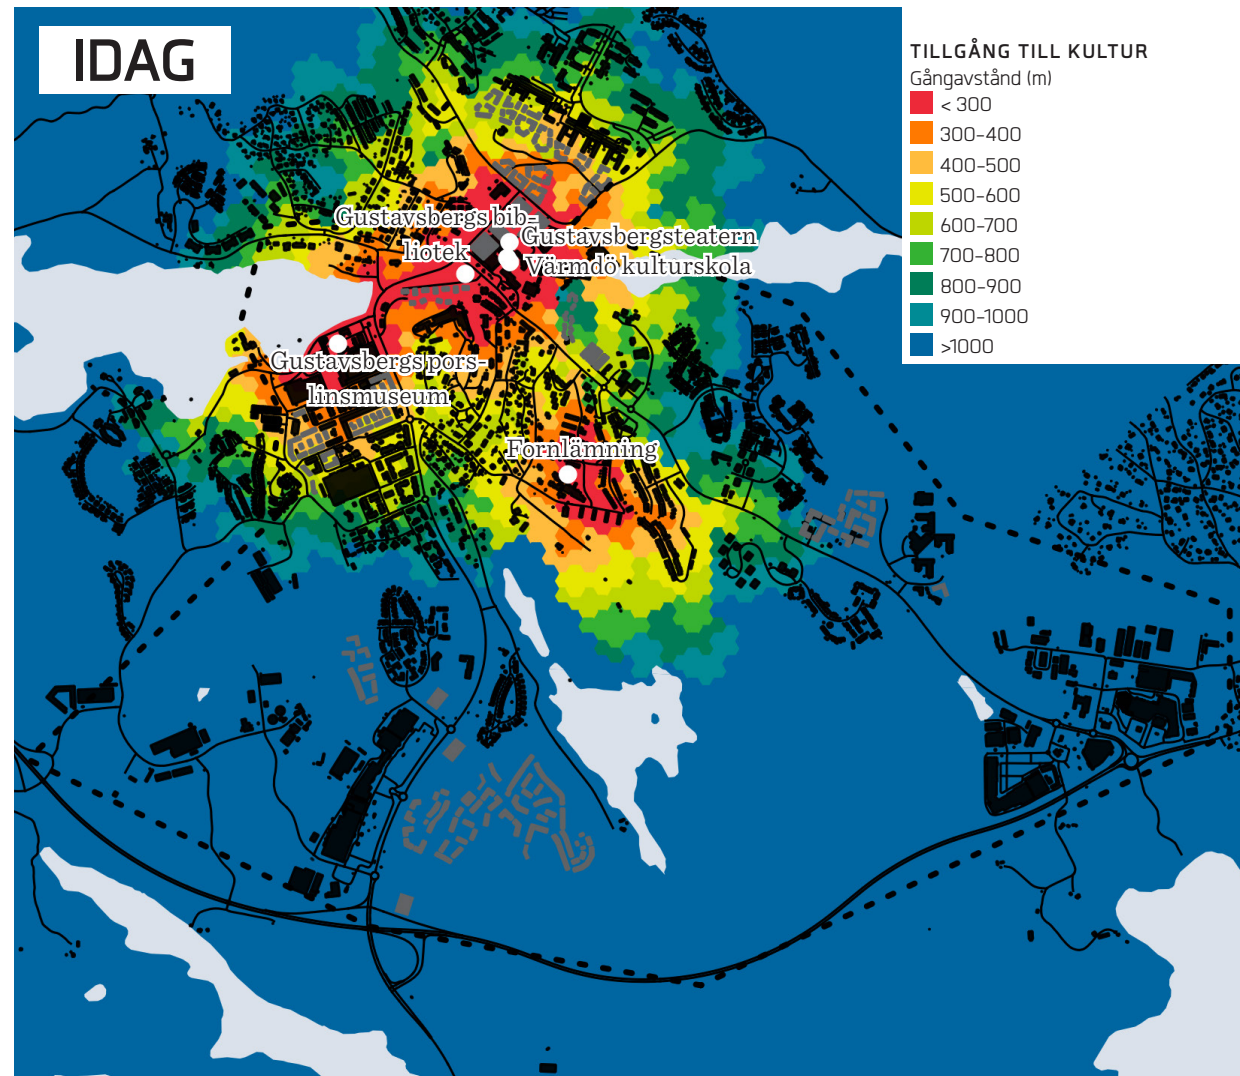 IDAG
TILLGÅNG TILL KULTUR
Gångavstånd (m)
< 300
300-400
400-500
500-600
600-700
700-800
800-900
900-1000
>1000
Gustavsbergs bib-
liotek
Gustavsbergsteatern
Värmdö kulturskola
Gustavsbergs pors-
linsmuseum
Fornlämning